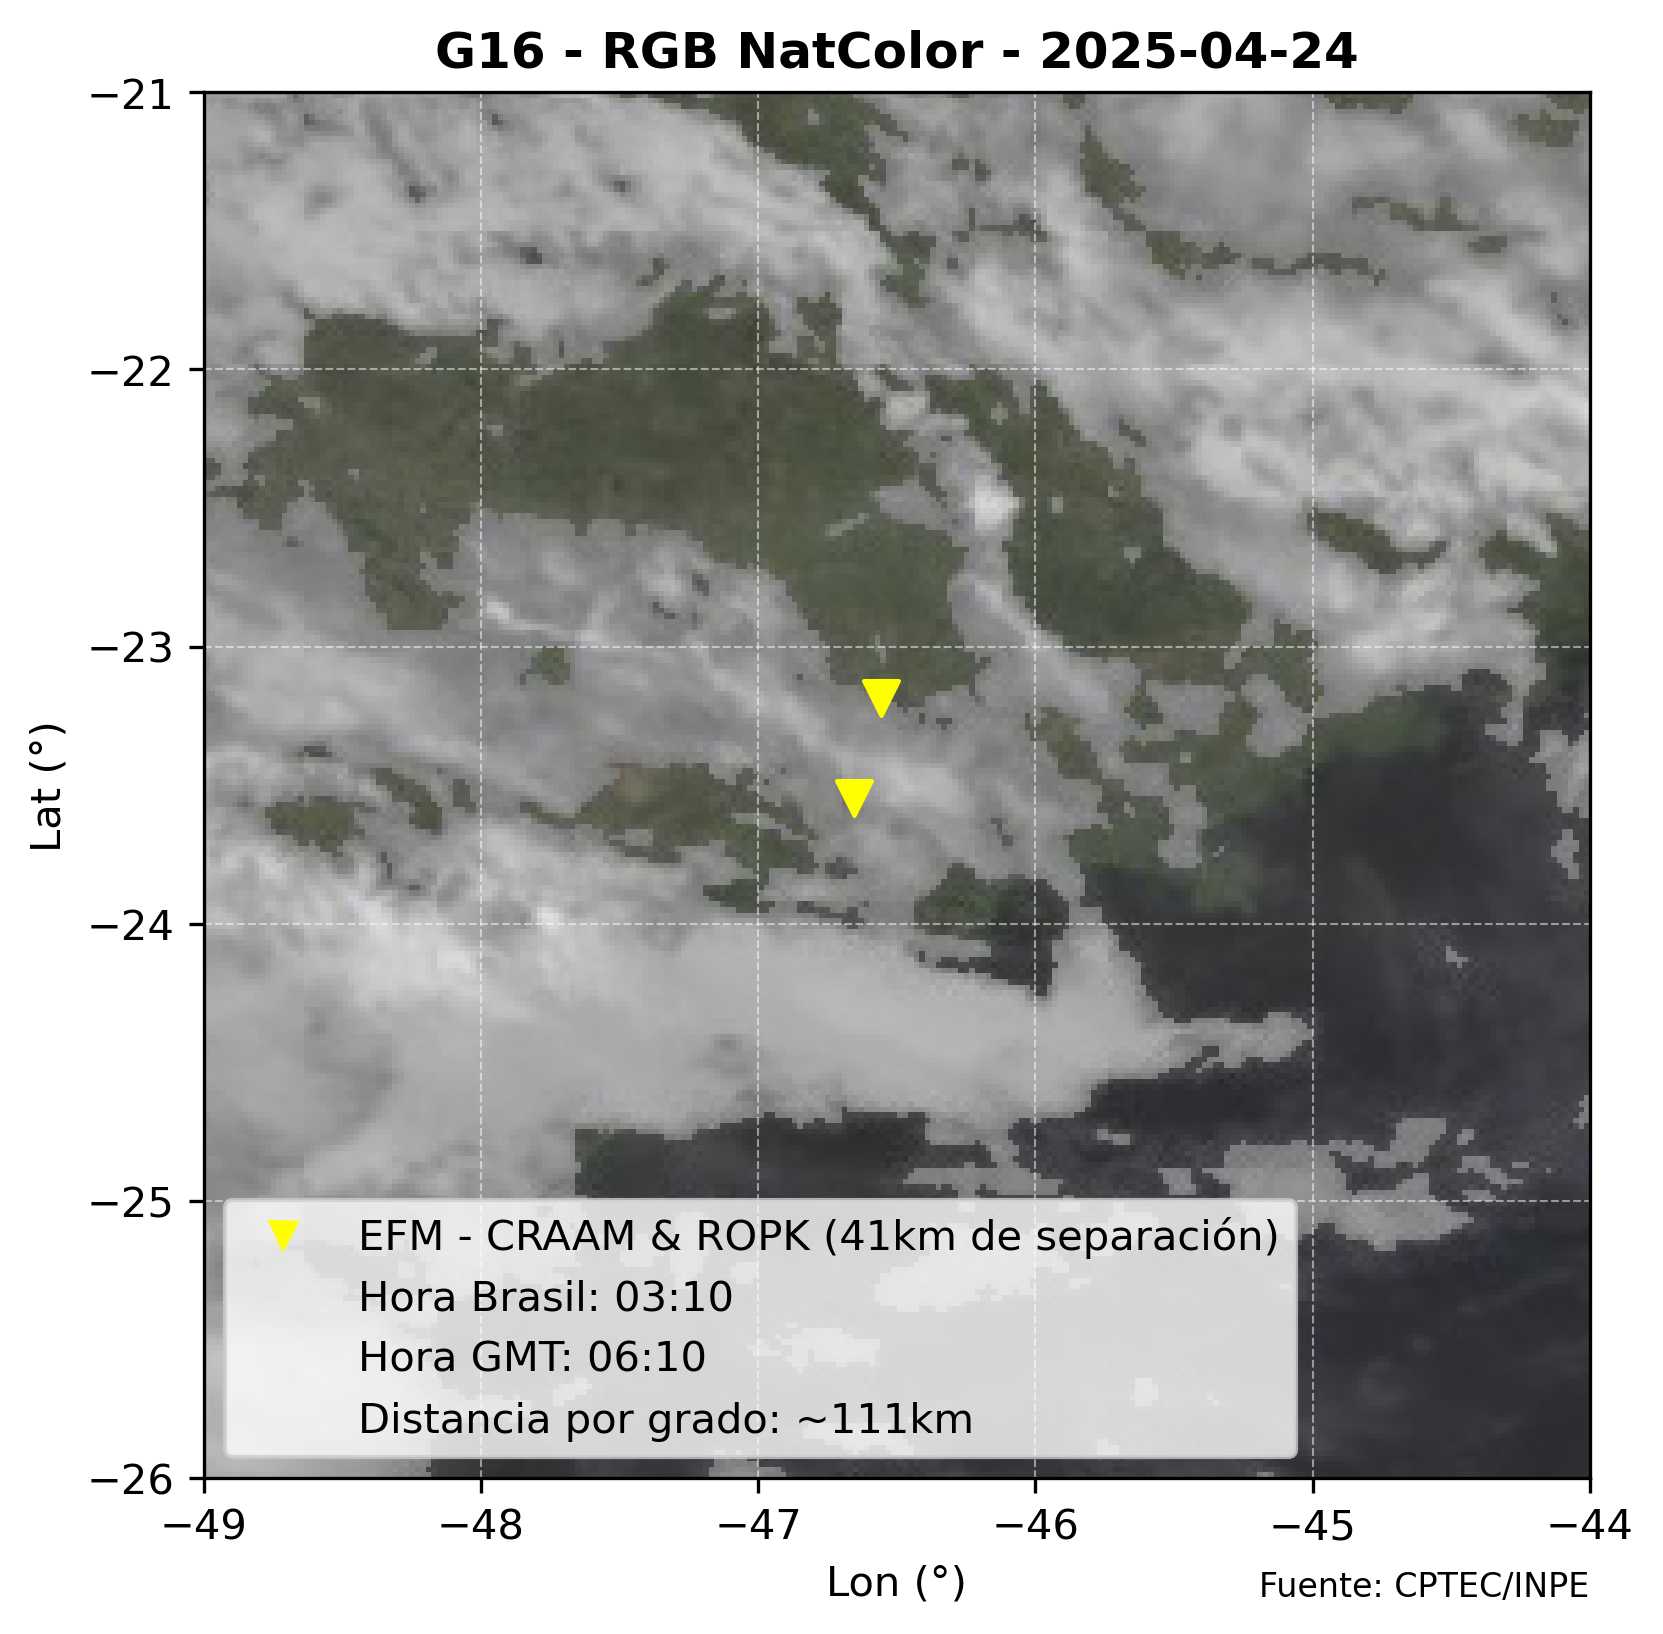 G16 - RGB NatColor - 2025-04-24
−21
−22
−23
−24
−25
−26
Lat (°)
EFM - CRAAM & ROPK (41km de separación)
Hora Brasil: 03:10
Hora GMT: 06:10
Distancia por grado: ~111km
−49 −48 −47 −46 −45 −44
Lon (°)
Fuente: CPTEC/INPE